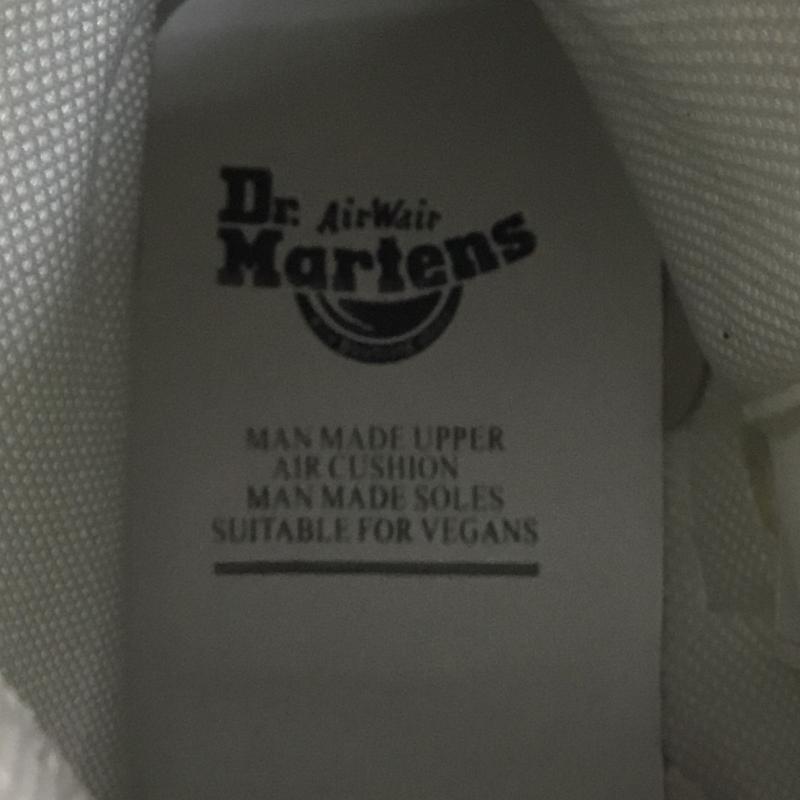 Dr. AirWair
Martens
MAN MADE UPPER
AIR CUSHION
MAN MADE SOLES
SUITABLE FOR VEGANS